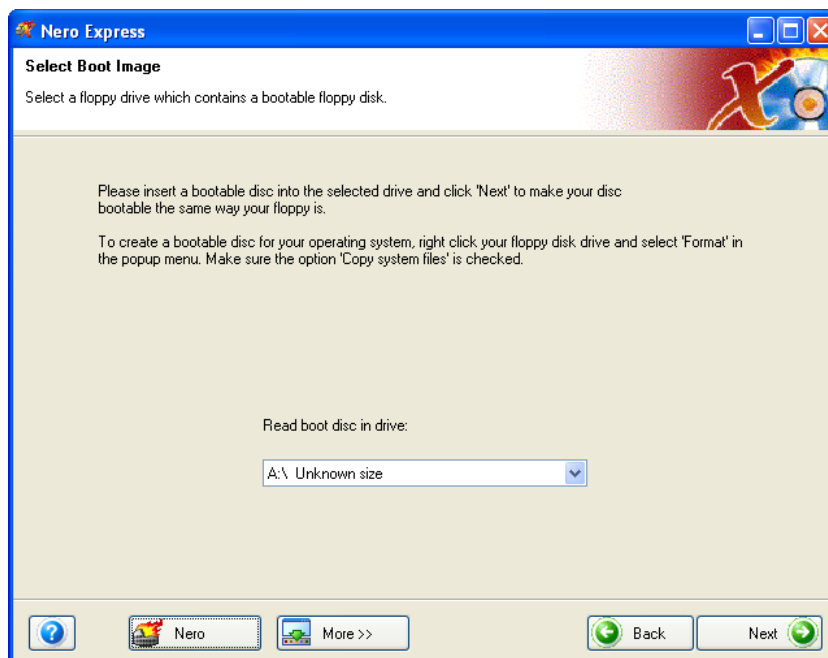 Nero Express
Select Boot Image
Select a floppy drive which contains a bootable floppy disk.
Please insert a bootable disc into the selected drive and click 'Next' to make your disc
bootable the same way your floppy is.
To create a bootable disc for your operating system, right click your floppy disk drive and select 'Format' in
the popup menu. Make sure the option 'Copy system files' is checked.
Read boot disc in drive:
A:\ Unknown size
Nero
More >>
Back
Next